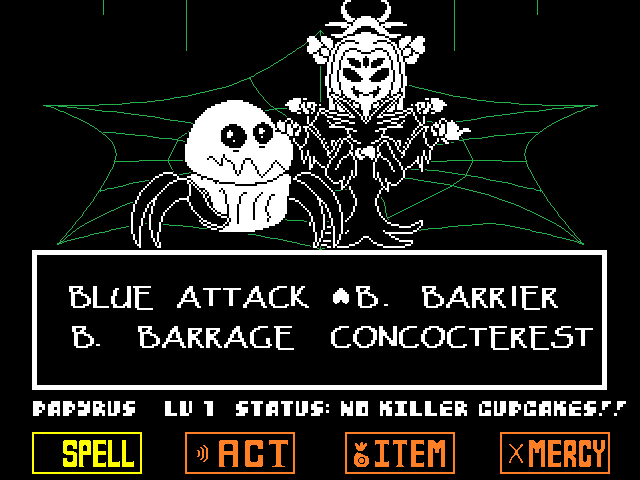 BLUE ATTACK B. BARRIER
B. BARRAGE CONCOCTEREST
PAPYRUS LV 1 STATUS: NO KILLER CUPCAKES!!
SPELL ACT ITEM MERCY